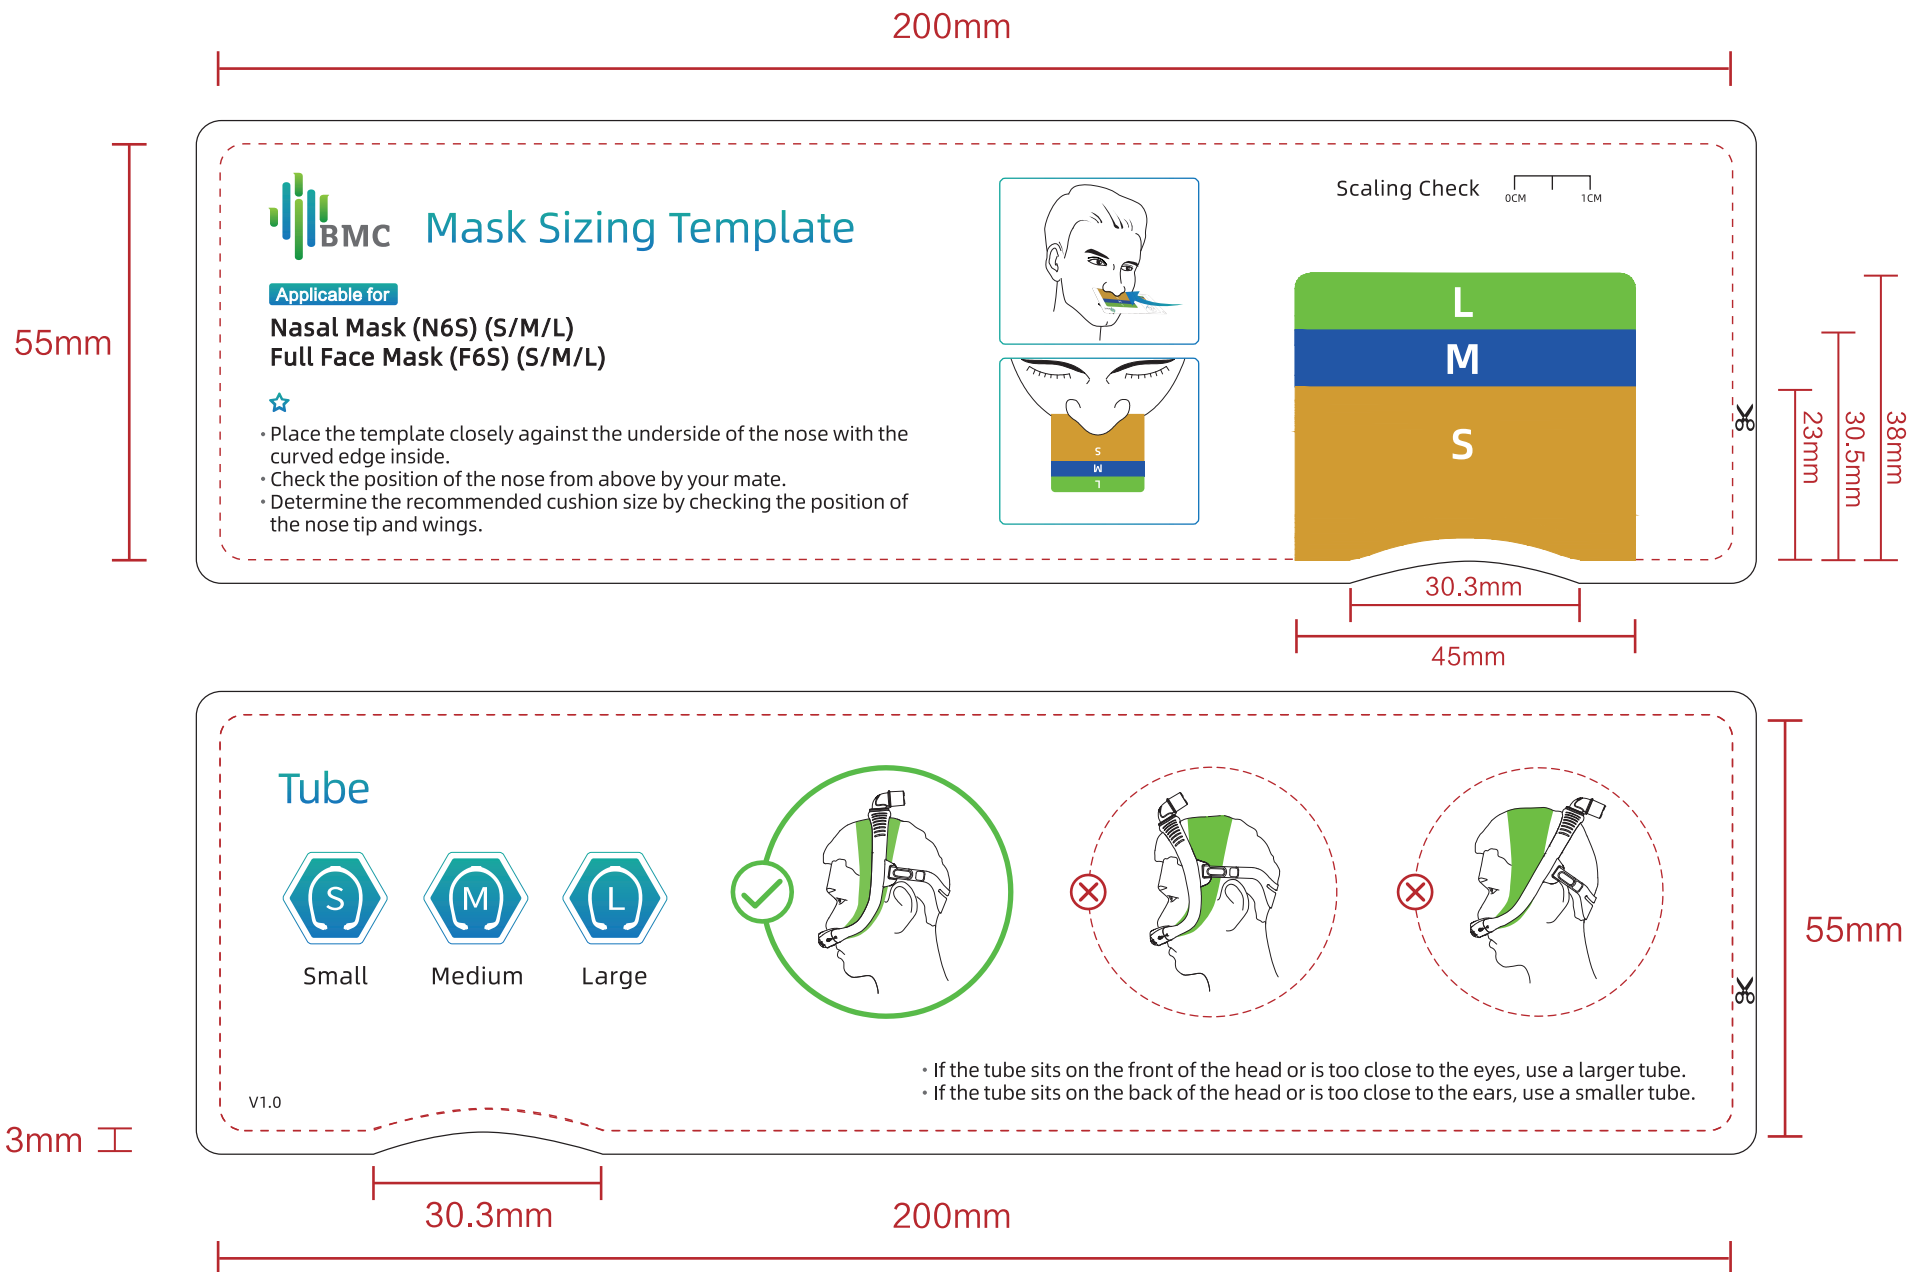 200mm
BMC
Mask Sizing Template
Scaling Check
0CM
1CM
Applicable for
Nasal Mask (N6S) (S/M/L)
Full Face Mask (F6S) (S/M/L)
55mm
· Place the template closely against the underside of the nose with the
curved edge inside.
· Check the position of the nose from above by your mate.
· Determine the recommended cushion size by checking the position of
the nose tip and wings.
S
M
L
L
M
S
23mm
30.5mm
38mm
30.3mm
45mm
Tube
S
M
L
Small
Medium
Large
55mm
· If the tube sits on the front of the head or is too close to the eyes, use a larger tube.
· If the tube sits on the back of the head or is too close to the ears, use a smaller tube.
V1.0
3mm
30.3mm
200mm